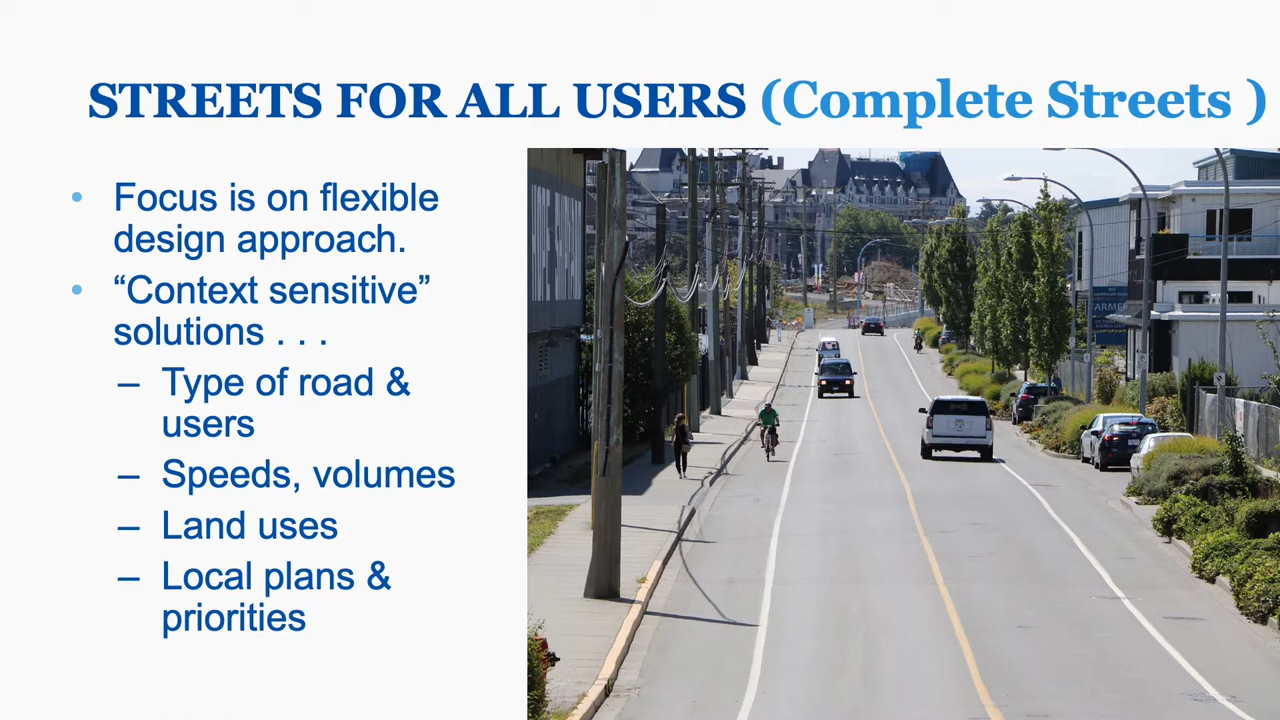 STREETS FOR ALL USERS (Complete Streets )
• Focus is on flexible
design approach.
• “Context sensitive”
solutions . . .
– Type of road &
users
– Speeds, volumes
– Land uses
– Local plans &
priorities